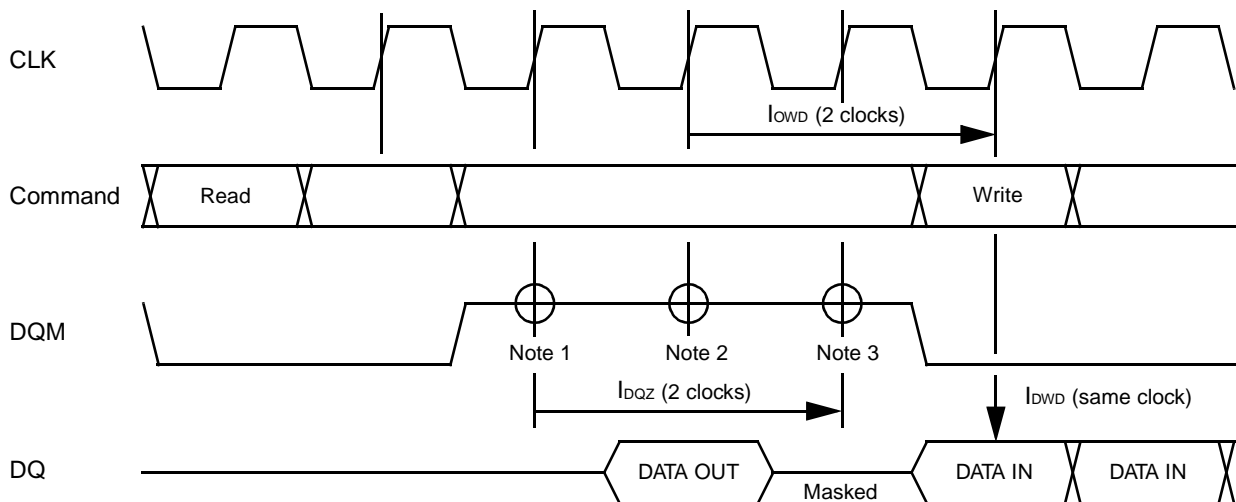 CLK
IOWD (2 clocks)
Command
Read
Write
DQM
Note 1
Note 2
Note 3
IDQZ (2 clocks)
IDWD (same clock)
DQ
DATA OUT
Masked
DATA IN
DATA IN